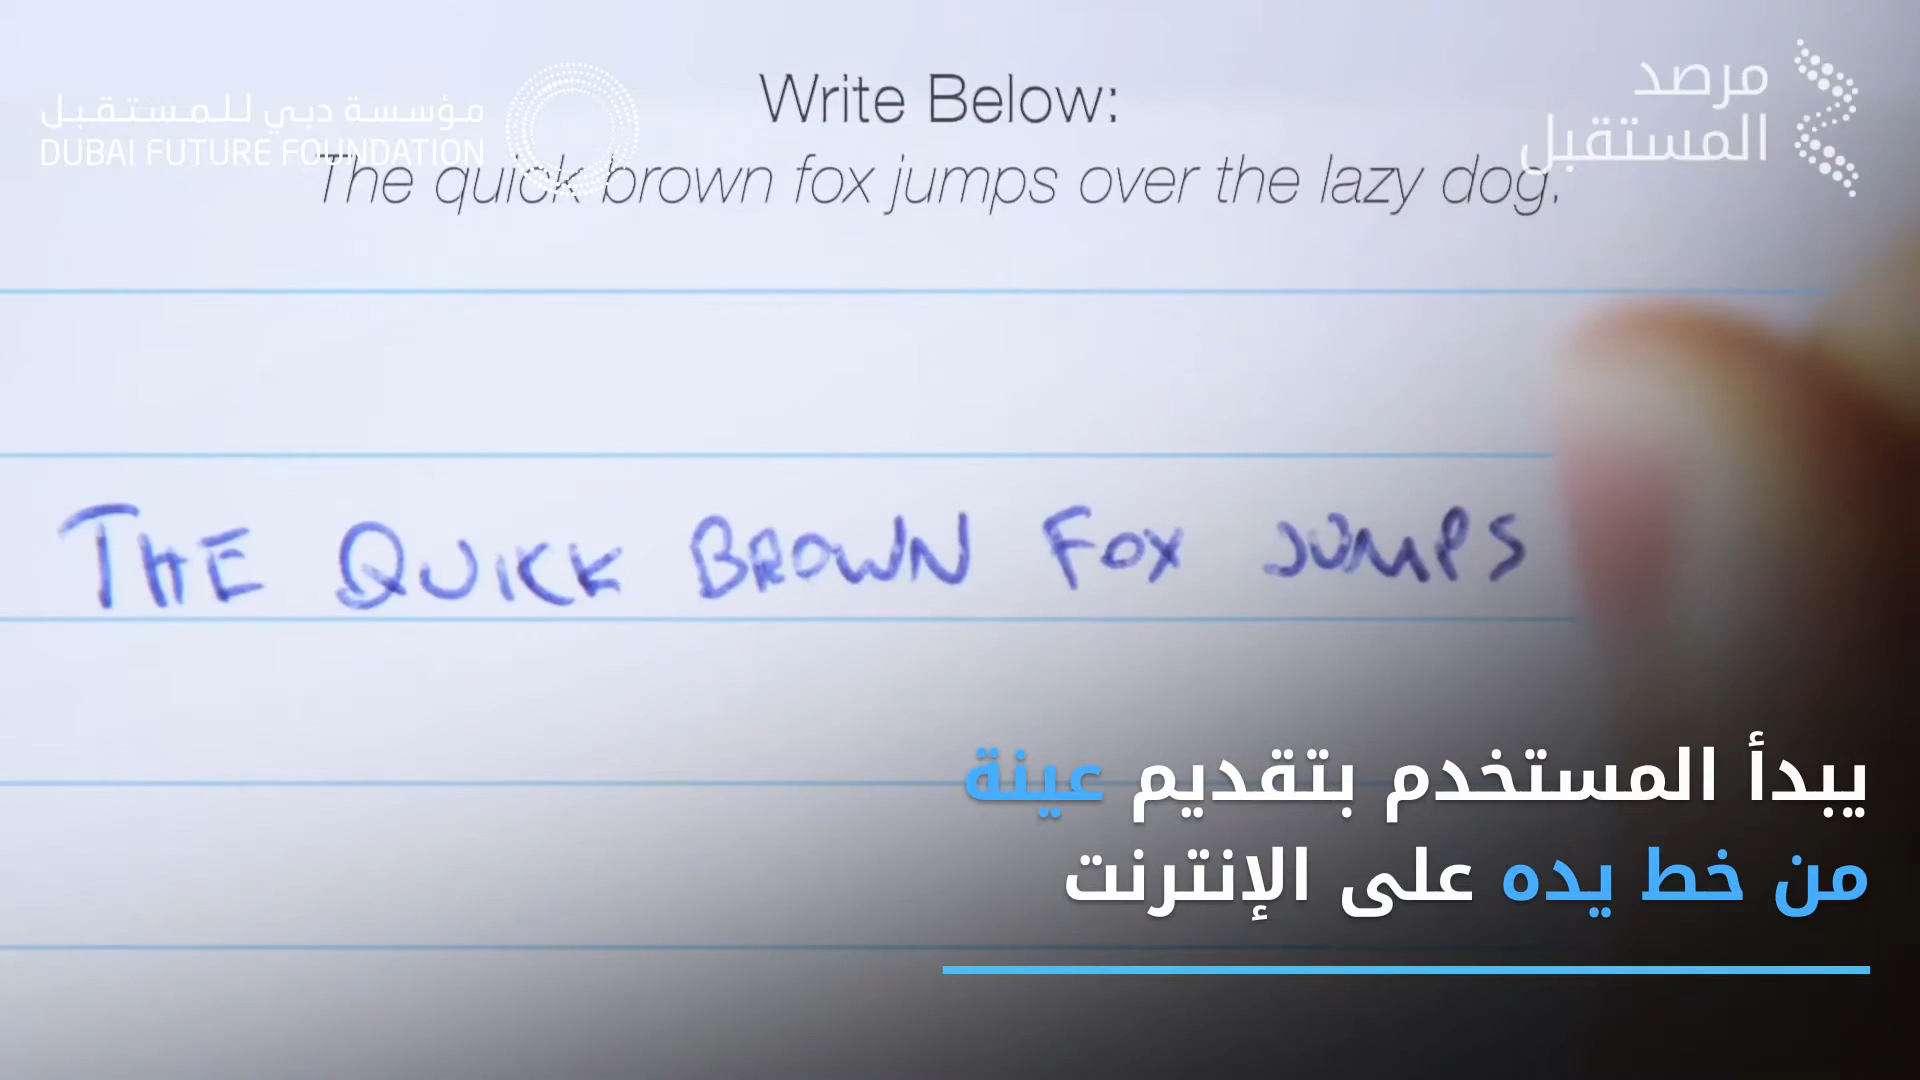 مؤسسة دبي للمستقبل
DUBAI FUTURE FOUNDATION
مرصد
المستقبل
Write Below:
The quick brown fox jumps over the lazy dog.
THE QUICK BROWN FOX JUMPS
يبدأ المستخدم بتقديم عينة
من خط يده على الإنترنت